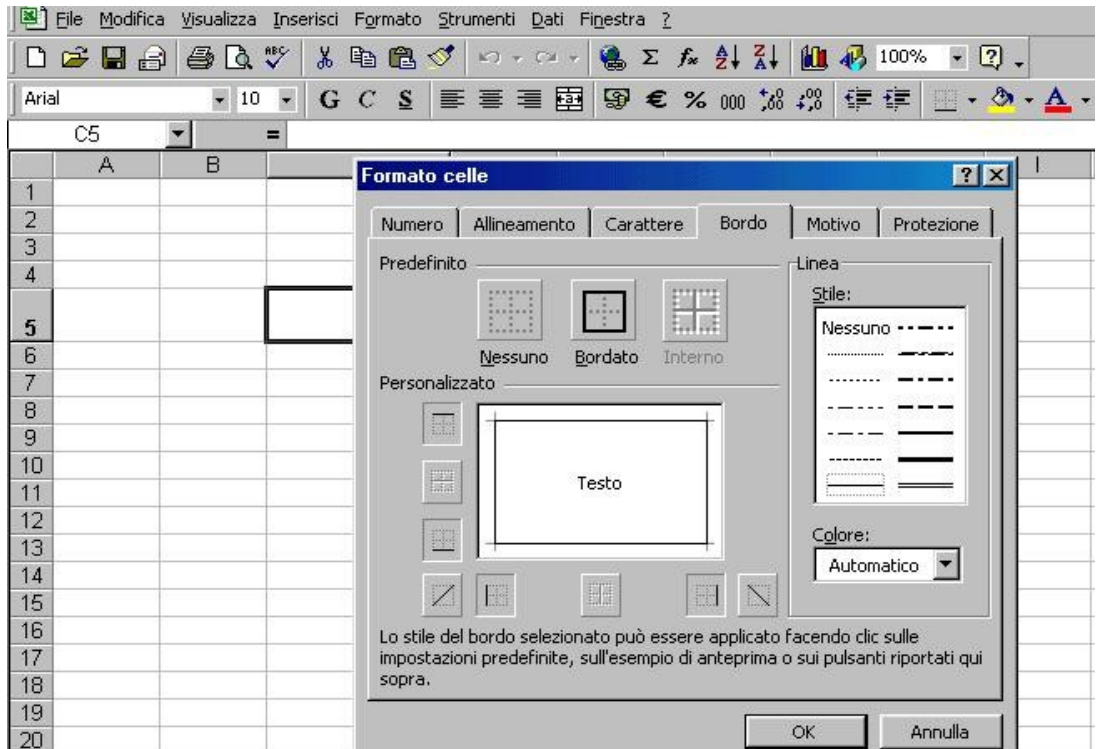 File Modifica Visualizza Inserisci Formato Strumenti Dati Finestra ?
ABC Σ fx A Z Z A 100% ?
Arial 10 G C S a € % 000 ,00 ,00 A
C5 =
A B I
Formato celle ? ×
Numero Allineamento Carattere Bordo Motivo Protezione
Predefinito
Nessuno Bordato Interno
Personalizzato
Testo
Linea
Stile:
Nessuno
Colore:
Automatico
Lo stile del bordo selezionato può essere applicato facendo clic sulle
impostazioni predefinite, sull'esempio di anteprima o sui pulsanti riportati qui
sopra.
OK Annulla
1
2
3
4
5
6
7
8
9
10
11
12
13
14
15
16
17
18
19
20